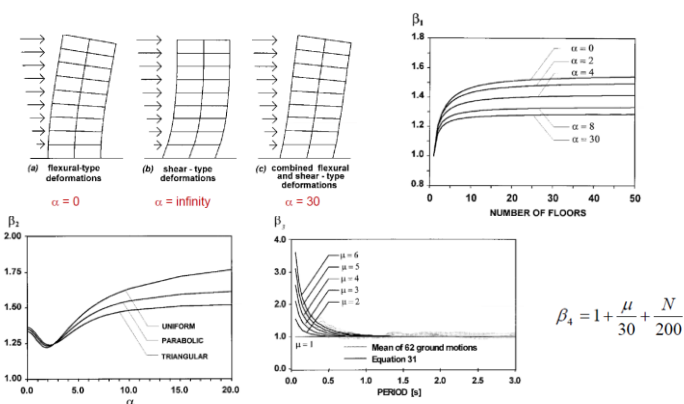 (a) flexural-type
deformations
α = 0
(b) shear - type
deformations
α = infinity
(c) combined flexural
and shear - type
deformations
α = 30
β₁
1.8
1.6
1.4
1.2
1.0
0.8
α = 0
α = 2
α = 4
α = 8
α = 30
0 10 20 30 40 50
NUMBER OF FLOORS
β₂
2.00
1.75
1.50
1.25
1.00
UNIFORM
PARABOLIC
TRIANGULAR
0.0 5.0 10.0 15.0 20.0
α
β₃
4.0
3.0
2.0
1.0
0.0
μ = 6
μ = 5
μ = 4
μ = 3
μ = 2
μ = 1
Mean of 62 ground motions
Equation 31
0.0 0.5 1.0 1.5 2.0 2.5 3.0
PERIOD [s]
β₄ = 1 + μ/30 + N/200